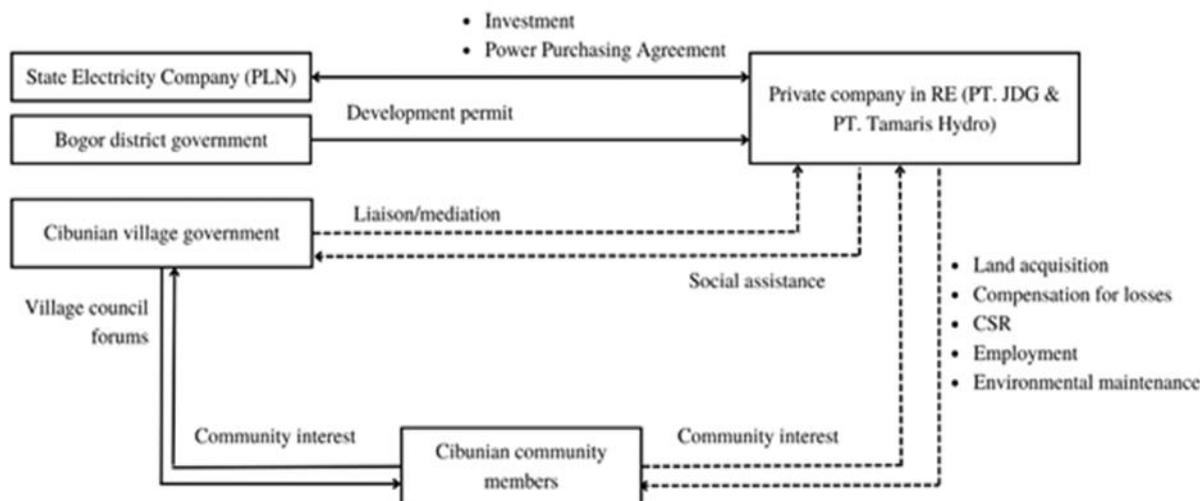 • Investment
• Power Purchasing Agreement
State Electricity Company (PLN)
Private company in RE (PT. JDG &
PT. Tamaris Hydro)
Development permit
Bogor district government
Cibunian village government
Liaison/mediation
Social assistance
• Land acquisition
• Compensation for losses
• CSR
• Employment
• Environmental maintenance
Village council
forums
Community interest
Cibunian community
members
Community interest